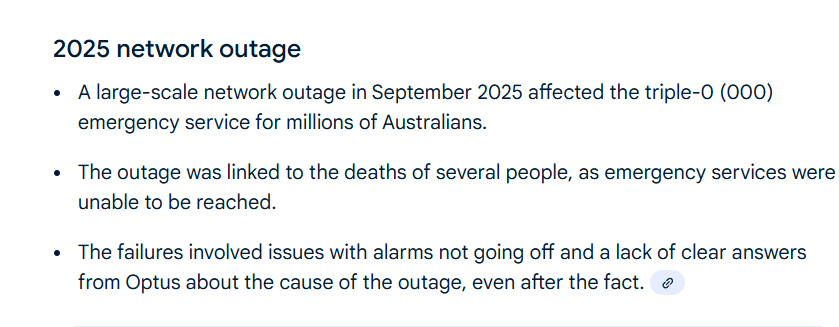 2025 network outage
• A large-scale network outage in September 2025 affected the triple-0 (000)
emergency service for millions of Australians.
• The outage was linked to the deaths of several people, as emergency services were
unable to be reached.
• The failures involved issues with alarms not going off and a lack of clear answers
from Optus about the cause of the outage, even after the fact.